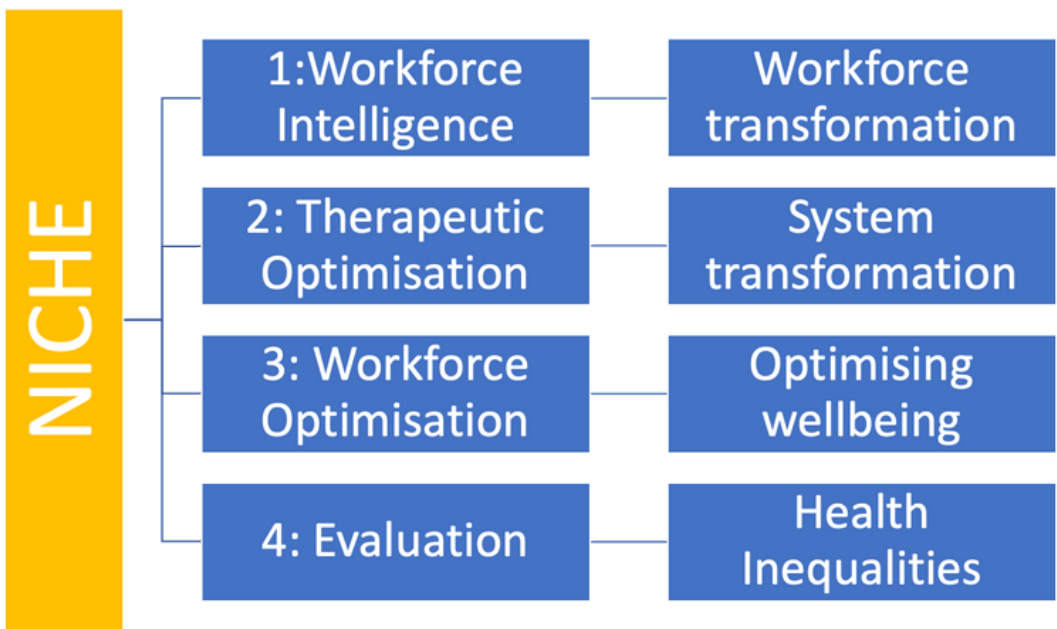 NICHE
1:Workforce
Intelligence
Workforce
transformation
2: Therapeutic
Optimisation
System
transformation
3: Workforce
Optimisation
Optimising
wellbeing
4: Evaluation
Health
Inequalities